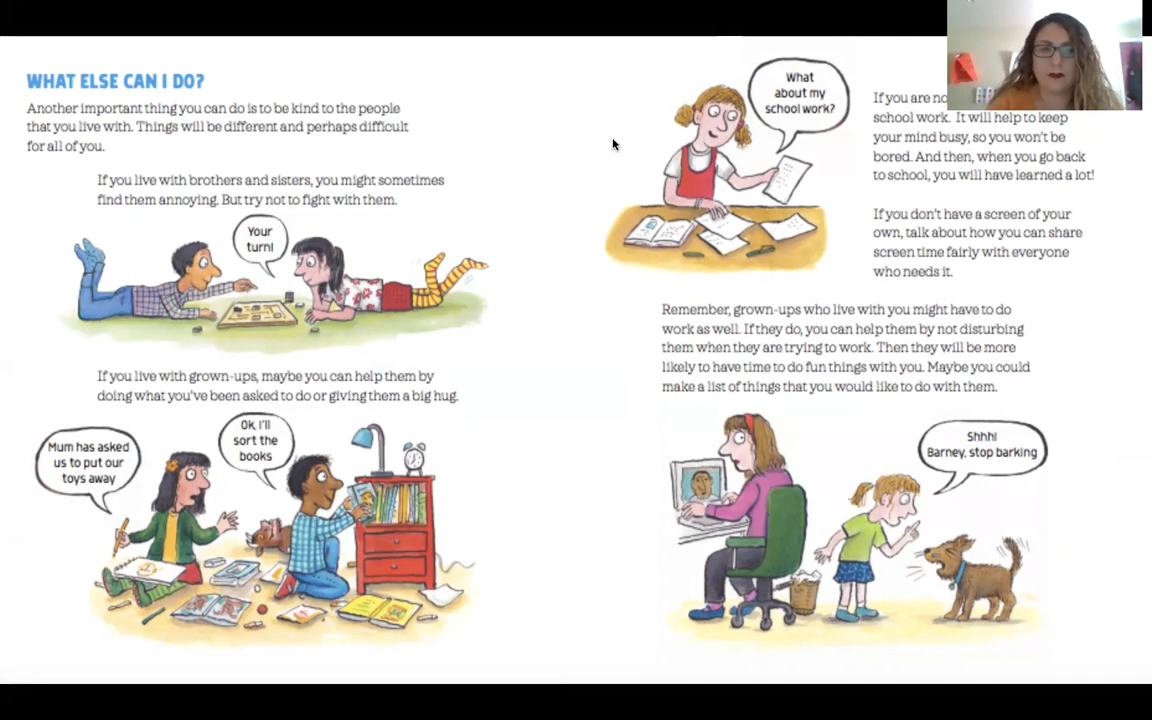 WHAT ELSE CAN I DO?
Another important thing you can do is to be kind to the people
that you live with. Things will be different and perhaps difficult
for all of you.
If you live with brothers and sisters, you might sometimes
find them annoying. But try not to fight with them.
Your
turn!
If you live with grown-ups, maybe you can help them by
doing what you've been asked to do or giving them a big hug.
Mum has asked
us to put our
toys away
Ok, I'll
sort the
books
What
about my
school work?
If you are no
school work. It will help to keep
your mind busy, so you won't be
bored. And then, when you go back
to school, you will have learned a lot!
If you don't have a screen of your
own, talk about how you can share
screen time fairly with everyone
who needs it.
Remember, grown-ups who live with you might have to do
work as well. If they do, you can help them by not disturbing
them when they are trying to work. Then they will be more
likely to have time to do fun things with you. Maybe you could
make a list of things that you would like to do with them.
Shhh!
Barney, stop barking